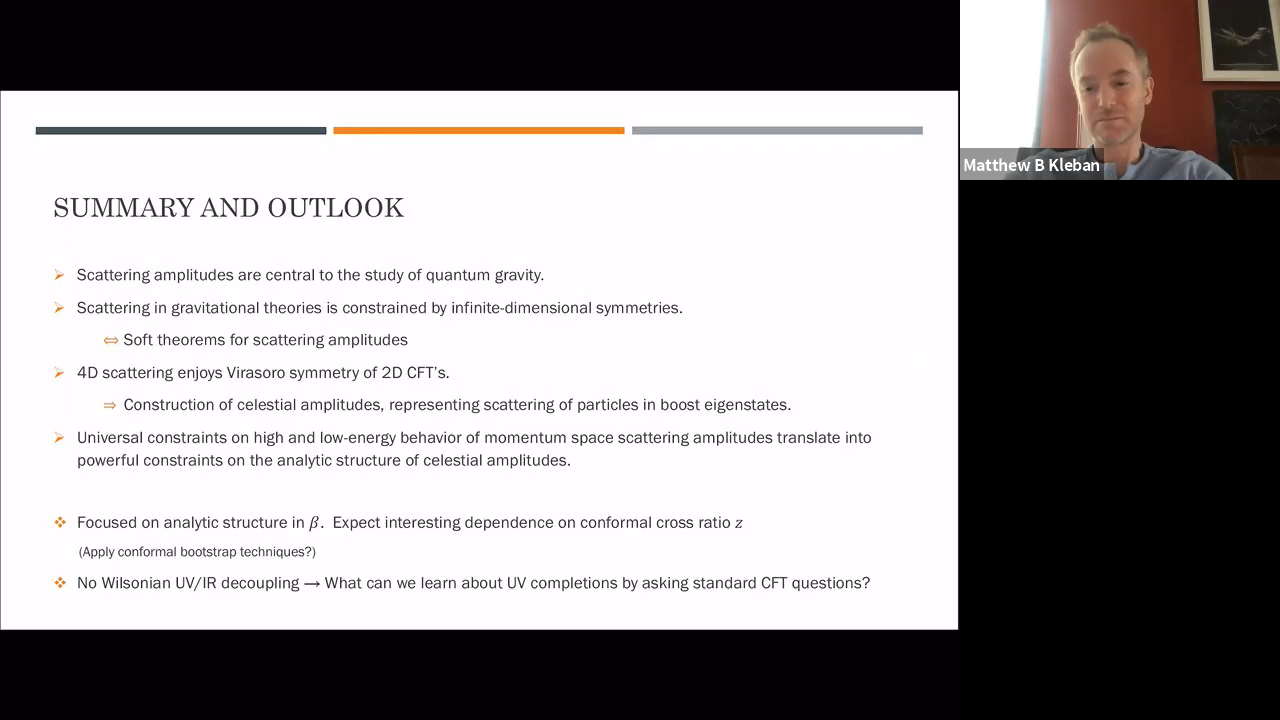 Matthew B Kleban
SUMMARY AND OUTLOOK
➢ Scattering amplitudes are central to the study of quantum gravity.
➢ Scattering in gravitational theories is constrained by infinite-dimensional symmetries.
⇔ Soft theorems for scattering amplitudes
➢ 4D scattering enjoys Virasoro symmetry of 2D CFT's.
⇒ Construction of celestial amplitudes, representing scattering of particles in boost eigenstates.
➢ Universal constraints on high and low-energy behavior of momentum space scattering amplitudes translate into
powerful constraints on the analytic structure of celestial amplitudes.
❖ Focused on analytic structure in β. Expect interesting dependence on conformal cross ratio z
(Apply conformal bootstrap techniques?)
❖ No Wilsonian UV/IR decoupling → What can we learn about UV completions by asking standard CFT questions?